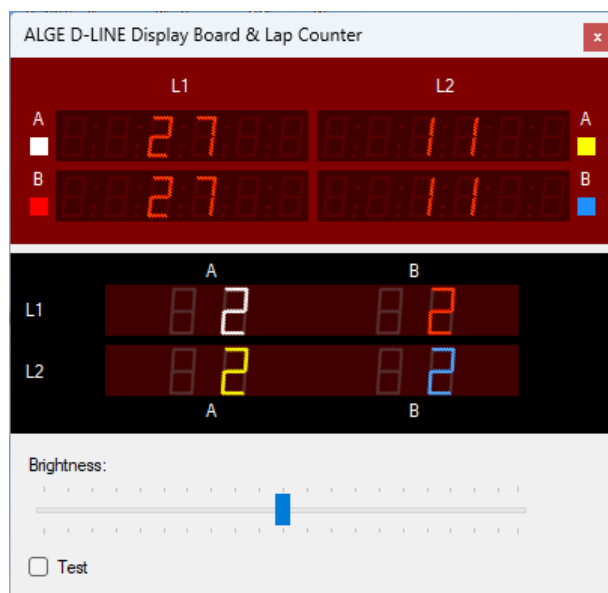 ALGE D-LINE Display Board & Lap Counter x
L1 L2
A 27 11 A
B 27 11 B
A B
L1 2 2
L2 2 2
A B
Brightness:
Test